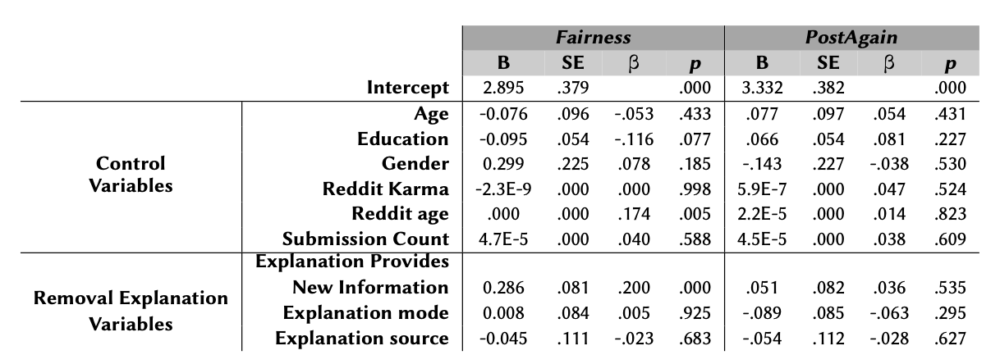 Fairness PostAgain
B SE β p B SE β p
Intercept 2.895 .379 .000 3.332 .382 .000
Age -0.076 .096 -.053 .433 .077 .097 .054 .431
Education -0.095 .054 -.116 .077 .066 .054 .081 .227
Control Variables
Gender 0.299 .225 .078 .185 -.143 .227 -.038 .530
Reddit Karma -2.3E-9 .000 .000 .998 5.9E-7 .000 .047 .524
Reddit age .000 .000 .174 .005 2.2E-5 .000 .014 .823
Submission Count 4.7E-5 .000 .040 .588 4.5E-5 .000 .038 .609
Removal Explanation Variables
Explanation Provides
New Information 0.286 .081 .200 .000 .051 .082 .036 .535
Explanation mode 0.008 .084 .005 .925 -.089 .085 -.063 .295
Explanation source -0.045 .111 -.023 .683 -.054 .112 -.028 .627